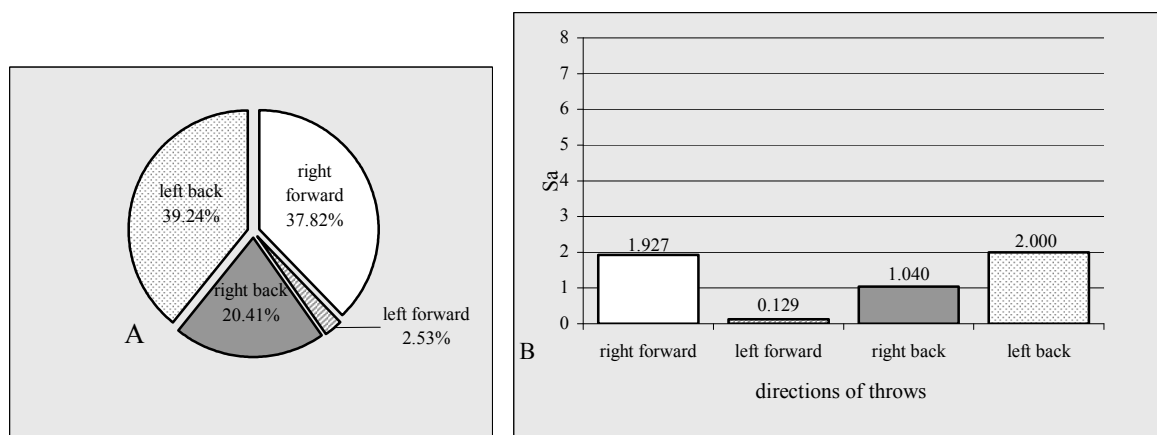 right
forward
37.82%
left back
39.24%
right back
20.41%
left forward
2.53%
A
8
7
6
5
4
3
2
1
0
Sa
1.927
0.129
1.040
2.000
right forward
left forward
right back
left back
directions of throws
B